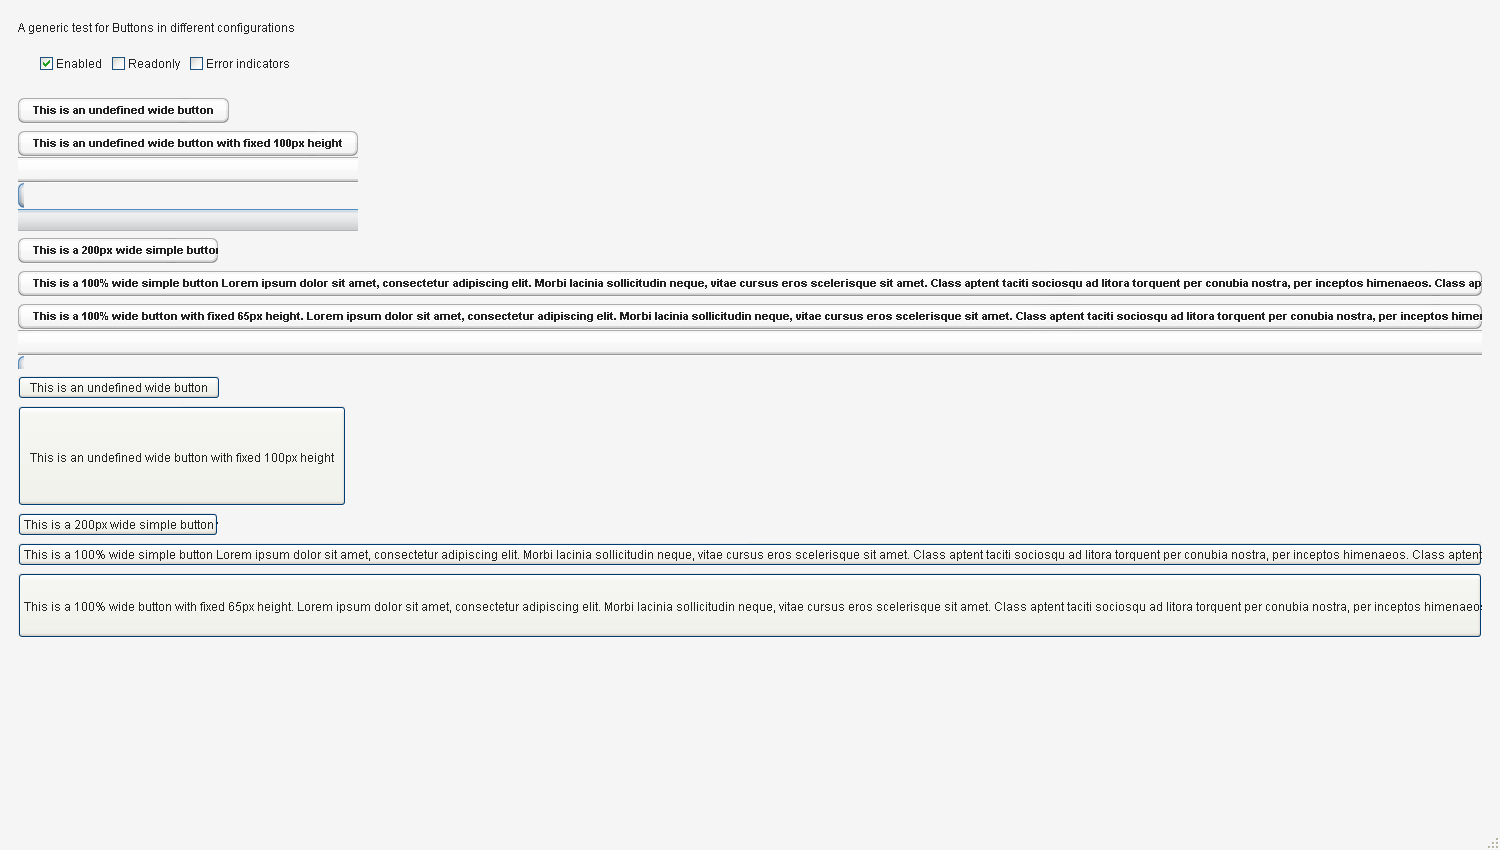 A generic test for Buttons in different configurations
Enabled Readonly Error indicators
This is an undefined wide button
This is an undefined wide button with fixed 100px height
This is a 200px wide simple button
This is a 100% wide simple button Lorem ipsum dolor sit amet, consectetur adipiscing elit. Morbi lacinia sollicitudin neque, vitae cursus eros scelerisque sit amet. Class aptent taciti sociosqu ad litora torquent per conubia nostra, per inceptos himenaeos. Class ap
This is a 100% wide button with fixed 65px height. Lorem ipsum dolor sit amet, consectetur adipiscing elit. Morbi lacinia sollicitudin neque, vitae cursus eros scelerisque sit amet. Class aptent taciti sociosqu ad litora torquent per conubia nostra, per inceptos himen
This is an undefined wide button
This is an undefined wide button with fixed 100px height
This is a 200px wide simple button
This is a 100% wide simple button Lorem ipsum dolor sit amet, consectetur adipiscing elit. Morbi lacinia sollicitudin neque, vitae cursus eros scelerisque sit amet. Class aptent taciti sociosqu ad litora torquent per conubia nostra, per inceptos himenaeos. Class aptent
This is a 100% wide button with fixed 65px height. Lorem ipsum dolor sit amet, consectetur adipiscing elit. Morbi lacinia sollicitudin neque, vitae cursus eros scelerisque sit amet. Class aptent taciti sociosqu ad litora torquent per conubia nostra, per inceptos himenaeos